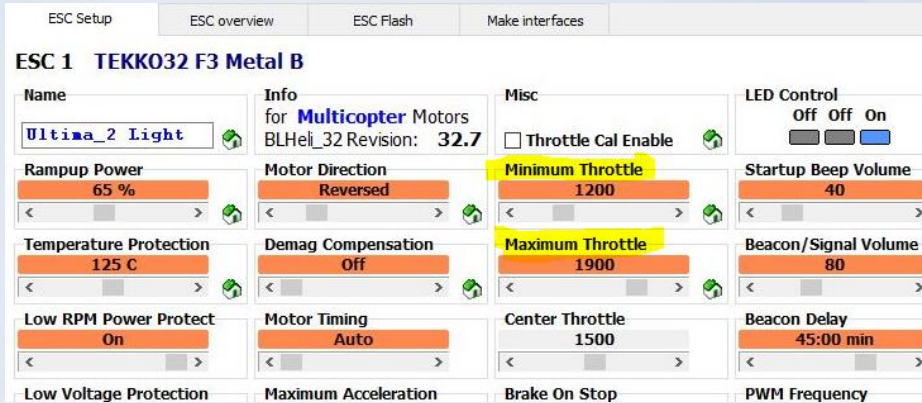 ESC Setup
ESC overview
ESC Flash
Make interfaces
ESC 1 TEKKO32 F3 Metal B
Name
Ultima_2 Light
Info
for Multicopter Motors
BLHeli_32 Revision: 32.7
Misc
Throttle Cal Enable
LED Control
Off Off On
Rampup Power
65 %
Motor Direction
Reversed
Minimum Throttle
1200
Startup Beep Volume
40
Temperature Protection
125 C
Demag Compensation
Off
Maximum Throttle
1900
Beacon/Signal Volume
80
Low RPM Power Protect
On
Motor Timing
Auto
Center Throttle
1500
Beacon Delay
45:00 min
Low Voltage Protection
Maximum Acceleration
Brake On Stop
PWM Frequency